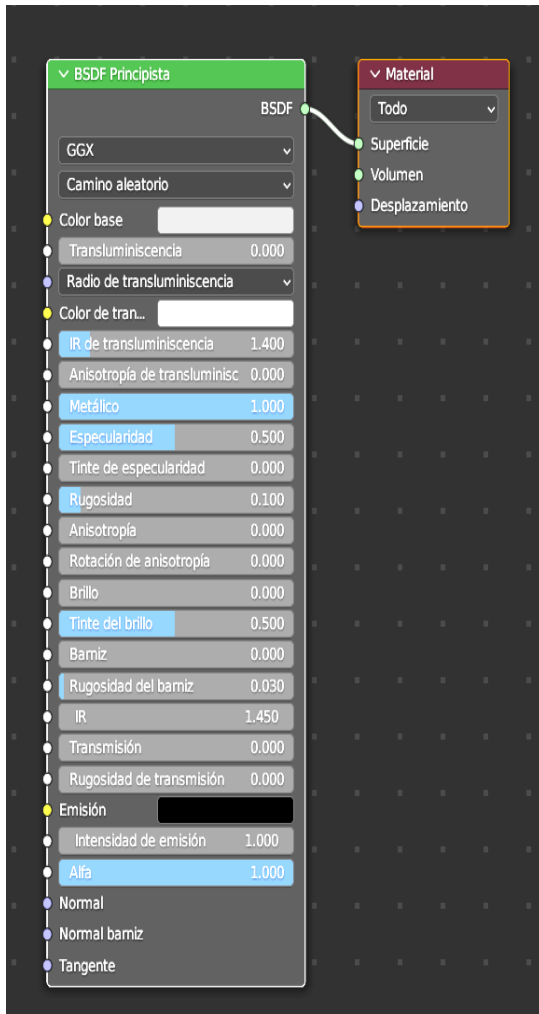 BSDF Principista
BSDF
GGX
Camino aleatorio
Color base
Transluminiscencia 0.000
Radio de transluminiscencia
Color de tran...
IR de transluminiscencia 1.400
Anisotropía de transluminisc 0.000
Metálico 1.000
Especularidad 0.500
Tinte de especularidad 0.000
Rugosidad 0.100
Anisotropía 0.000
Rotación de anisotropía 0.000
Brillo 0.000
Tinte del brillo 0.500
Barniz 0.000
Rugosidad del barniz 0.030
IR 1.450
Transmisión 0.000
Rugosidad de transmisión 0.000
Emisión
Intensidad de emisión 1.000
Alfa 1.000
Normal
Normal barniz
Tangente
Material
Todo
Superficie
Volumen
Desplazamiento